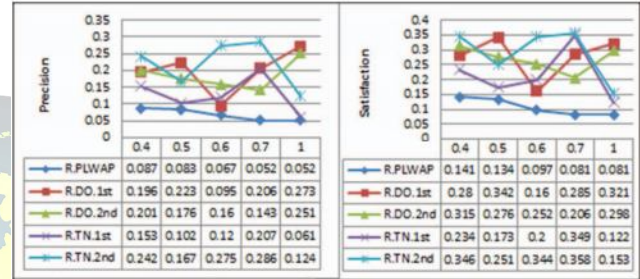 0.35
0.3
0.25
0.2
0.15
0.1
0.05
0
Precision
0.4 0.5 0.6 0.7 1
R.PLWAP 0.087 0.083 0.067 0.052 0.052
R.DO.1st 0.196 0.223 0.095 0.206 0.273
R.DO.2nd 0.201 0.176 0.16 0.143 0.251
R.TN.1st 0.153 0.102 0.12 0.207 0.061
R.TN.2nd 0.242 0.167 0.275 0.286 0.124
0.4
0.35
0.3
0.25
0.2
0.15
0.1
0.05
0
Satisfaction
0.4 0.5 0.6 0.7 1
R.PLWAP 0.141 0.134 0.097 0.081 0.081
R.DO.1st 0.28 0.342 0.16 0.285 0.321
R.DO.2nd 0.315 0.276 0.252 0.206 0.298
R.TN.1st 0.234 0.173 0.2 0.349 0.122
R.TN.2nd 0.346 0.251 0.344 0.358 0.153